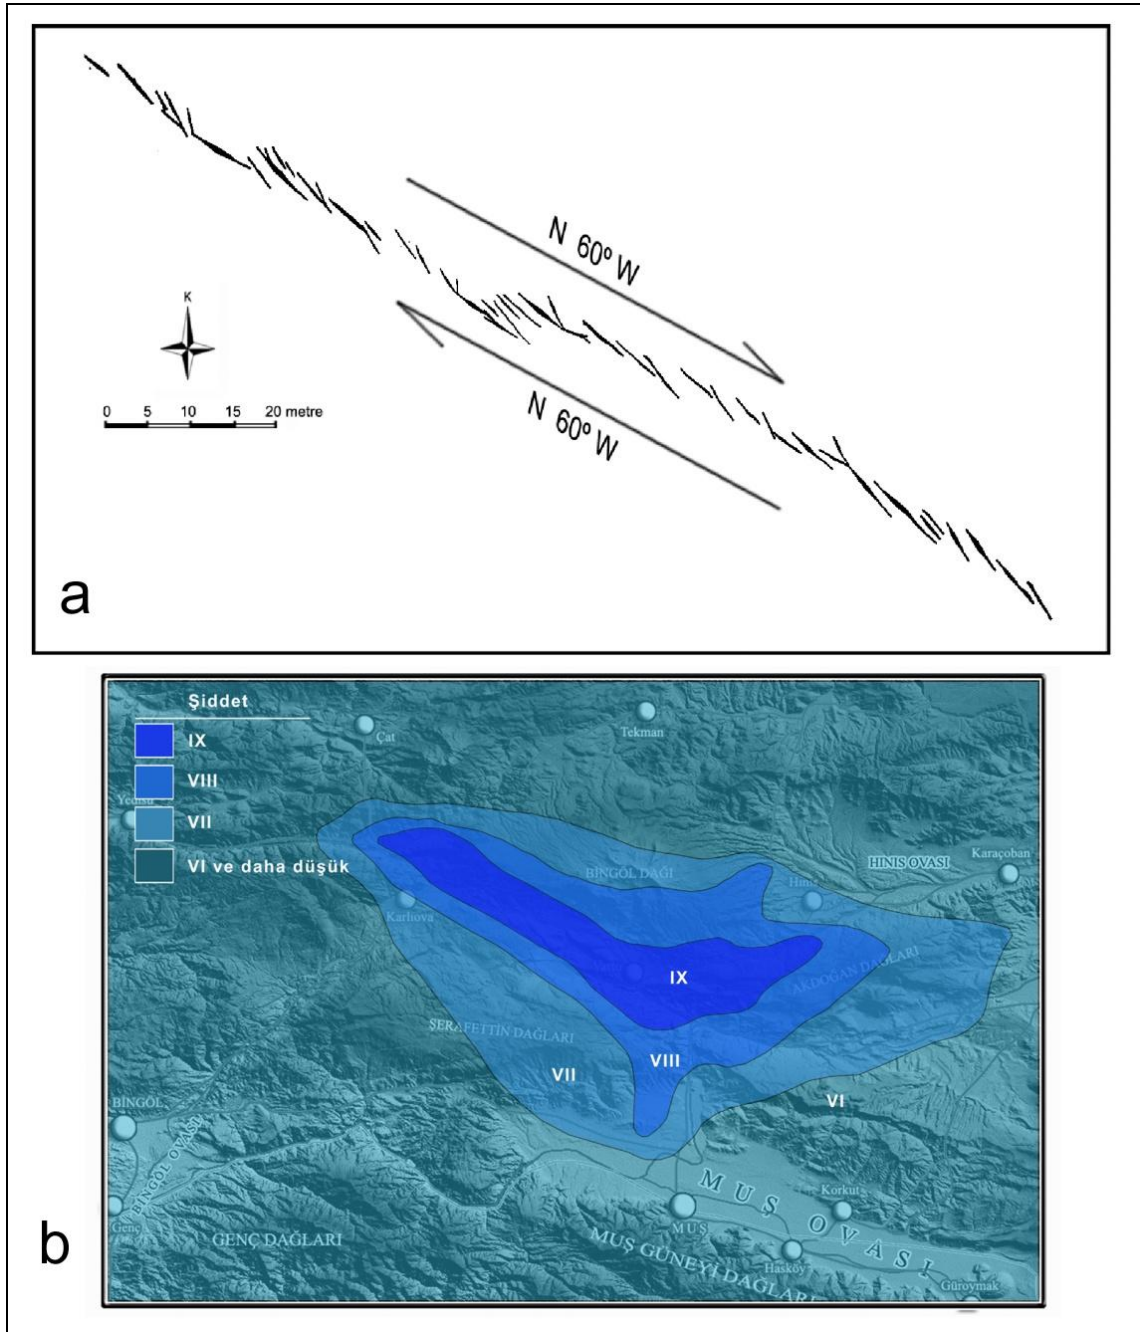 N 60º W
K
0 5 10 15 20 metre
N 60º W
a
Şiddet
IX
VIII
VII
VI ve daha düşük
Çat
Tekman
Yedisu
HINIS OVASI
Karaçoban
BİNGÖL DAĞI
Hınıs
Karlıova
AKDOĞAN DAĞLARI
IX
ŞERAFETTİN DAĞLARI
VIII
VII
VI
BİNGÖL
BİNGÖL OVASI
MUŞ OVASI
Korkut
Genç
MUŞ
GENÇ DAĞLARI
MUŞ GÜNEYİ DAĞLARI
Hasköy
Güroymak
b